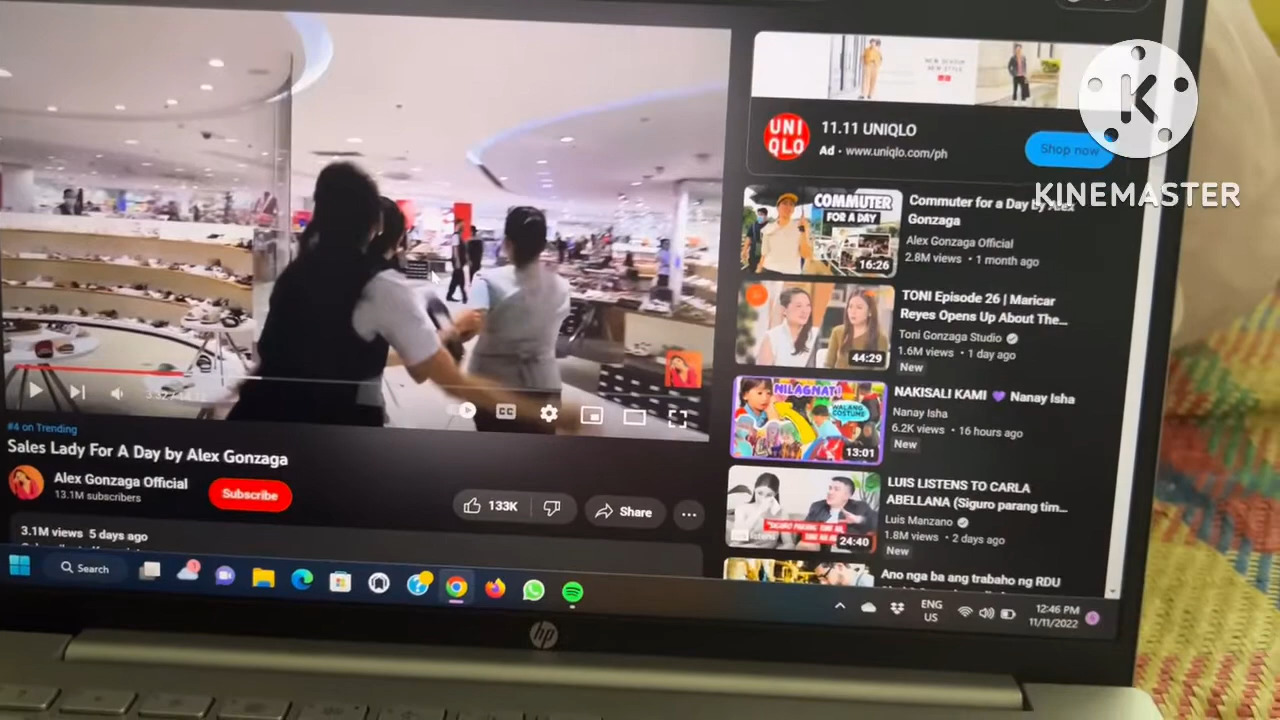 #4 on Trending
Sales Lady For A Day by Alex Gonzaga
Alex Gonzaga Official
13.1M subscribers
Subscribe
133K
Share
3.1M views 5 days ago
CC
UNI
QLO
11.11 UNIQLO
Ad · www.uniqlo.com/ph
Shop now
KINEMASTER
COMMUTER
FOR A DAY
16:26
Commuter for a Day by Alex
Gonzaga
Alex Gonzaga Official
2.8M views • 1 month ago
44:29
TONI Episode 26 | Maricar
Reyes Opens Up About The...
Toni Gonzaga Studio
1.6M views • 1 day ago
New
NILAGNAT!
WALANG
COSTUME
13:01
NAKISALI KAMI 💜 Nanay Isha
Nanay Isha
6.2K views • 16 hours ago
New
24:40
LUIS LISTENS TO CARLA
ABELLANA (Siguro parang tim...
Luis Manzano
1.8M views • 2 days ago
New
Ano nga ba ang trabaho ng RDU
Search
ENG
US
12:46 PM
11/11/2022
hp